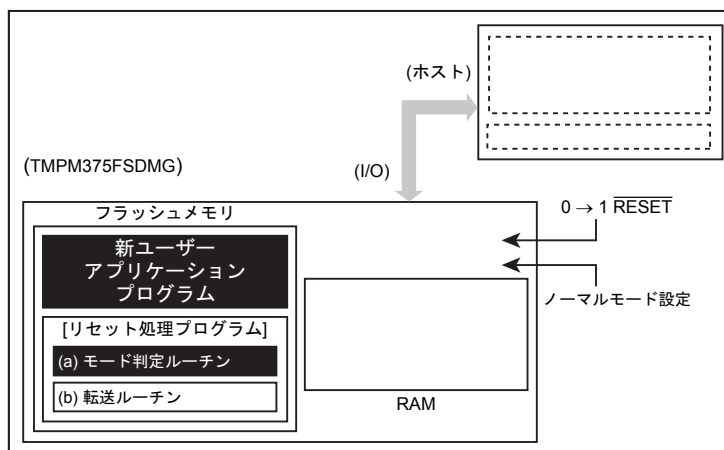 (ホスト)
(TMPM375FSDMG)
(I/O)
フラッシュメモリ
0 → 1 RESET
新ユーザー
アプリケーション
プログラム
ノーマルモード設定
[リセット処理プログラム]
(a) モード判定ルーチン
(b) 転送ルーチン
RAM